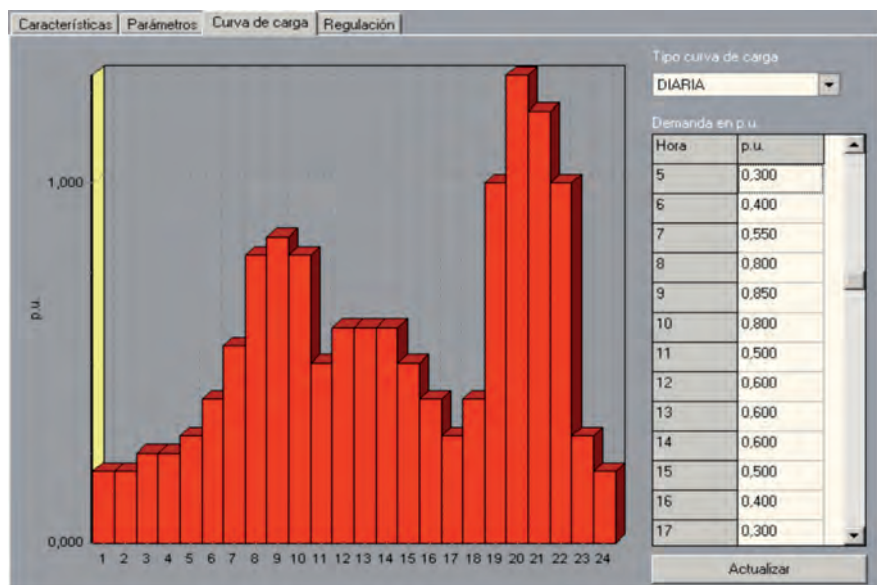 Características Parámetros Curva de carga Regulación
Tipo curva de carga
DIARIA
Demanda en p.u.
Hora p.u.
5 0,300
6 0,400
7 0,550
8 0,800
9 0,850
10 0,800
11 0,500
12 0,600
13 0,600
14 0,600
15 0,500
16 0,400
17 0,300
Actualizar
1,000
p.u.
0,000
1 2 3 4 5 6 7 8 9 10 11 12 13 14 15 16 17 18 19 20 21 22 23 24